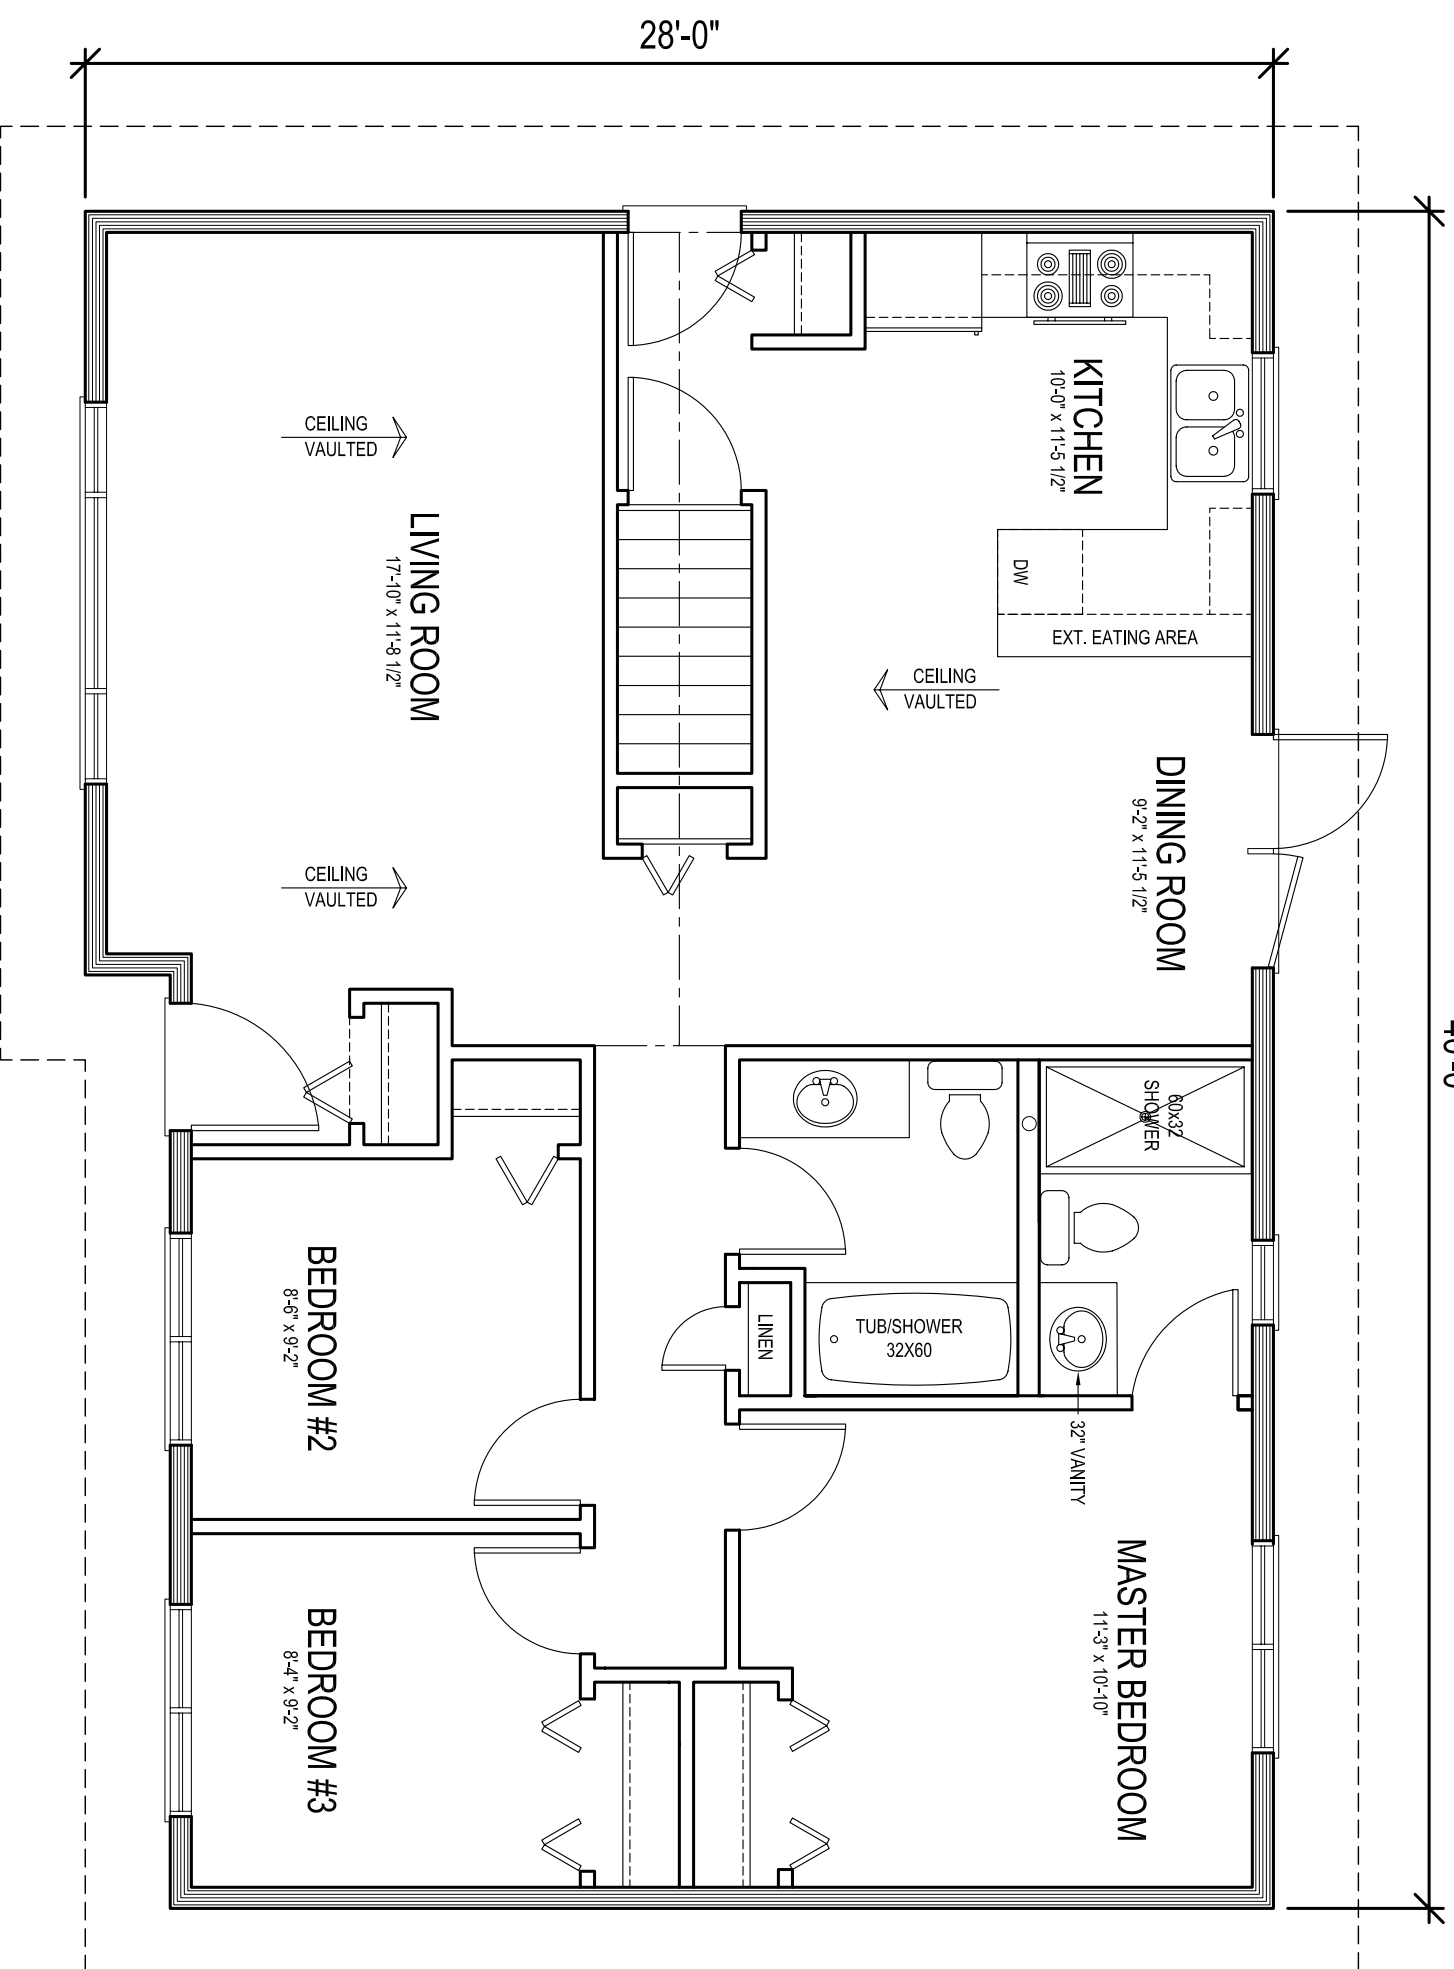 28'-0"
KITCHEN
10'-0" x 11'-5 1/2"
CEILING
VAULTED
LIVING ROOM
17'-10" x 11'-8 1/2"
DW
EXT. EATING AREA
CEILING
VAULTED
DINING ROOM
9'-2" x 11'-5 1/2"
CEILING
VAULTED
60x32
SHOWER
BEDROOM #2
8'-6" x 9'-2"
LINEN
TUB/SHOWER
32X60
32" VANITY
MASTER BEDROOM
11'-3" x 10'-10"
BEDROOM #3
8'-4" x 9'-2"